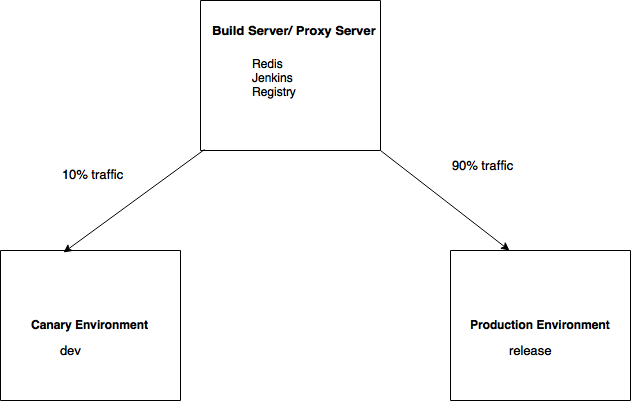 Build Server/ Proxy Server
Redis
Jenkins
Registry
10% traffic
90% traffic
Canary Environment
dev
Production Environment
release